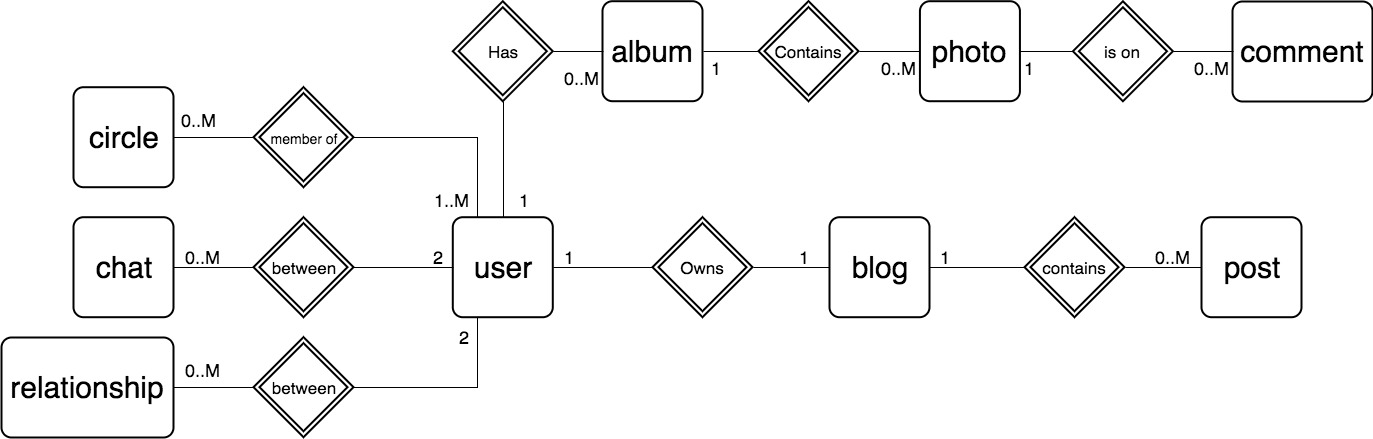 Has
album
Contains
photo
is on
comment
0..M
1
0..M
1
0..M
circle
0..M
member of
1..M
1
chat
0..M
between
2
user
1
Owns
1
blog
1
contains
0..M
post
2
relationship
0..M
between